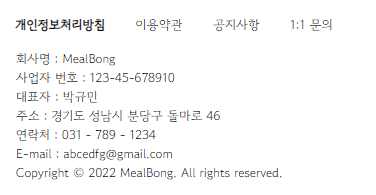 개인정보처리방침 이용약관 공지사항 1:1 문의
회사명 : MealBong
사업자 번호 : 123-45-678910
대표자 : 박규민
주소 : 경기도 성남시 분당구 돌마로 46
연락처 : 031 - 789 - 1234
E-mail : abcedfg@gmail.com
Copyright © 2022 MealBong. All rights reserved.